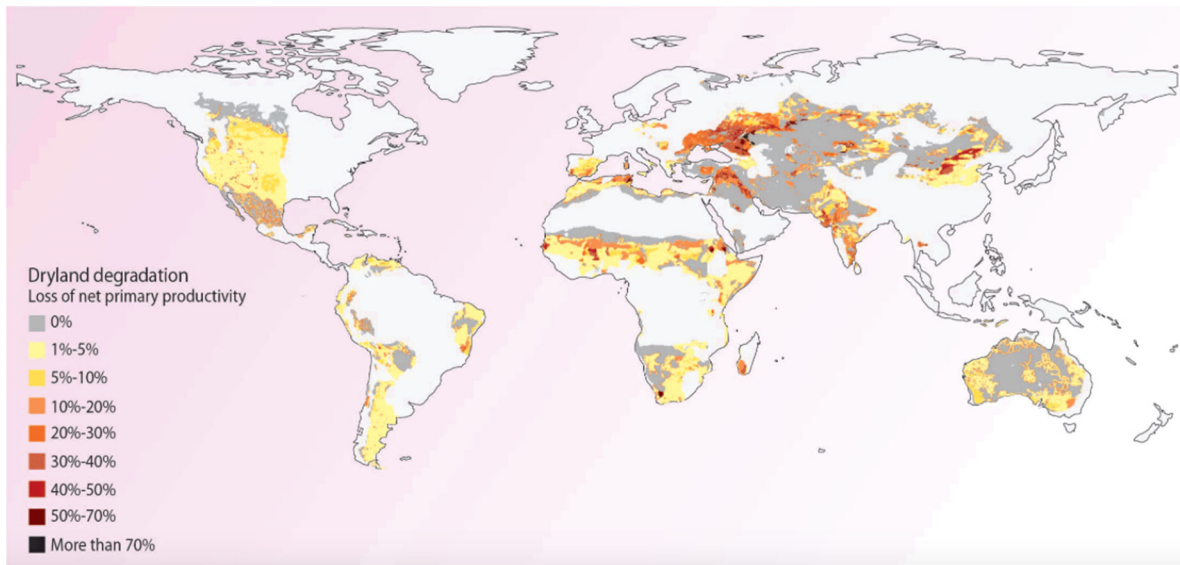 Dryland degradation
Loss of net primary productivity
0%
1%-5%
5%-10%
10%-20%
20%-30%
30%-40%
40%-50%
50%-70%
More than 70%